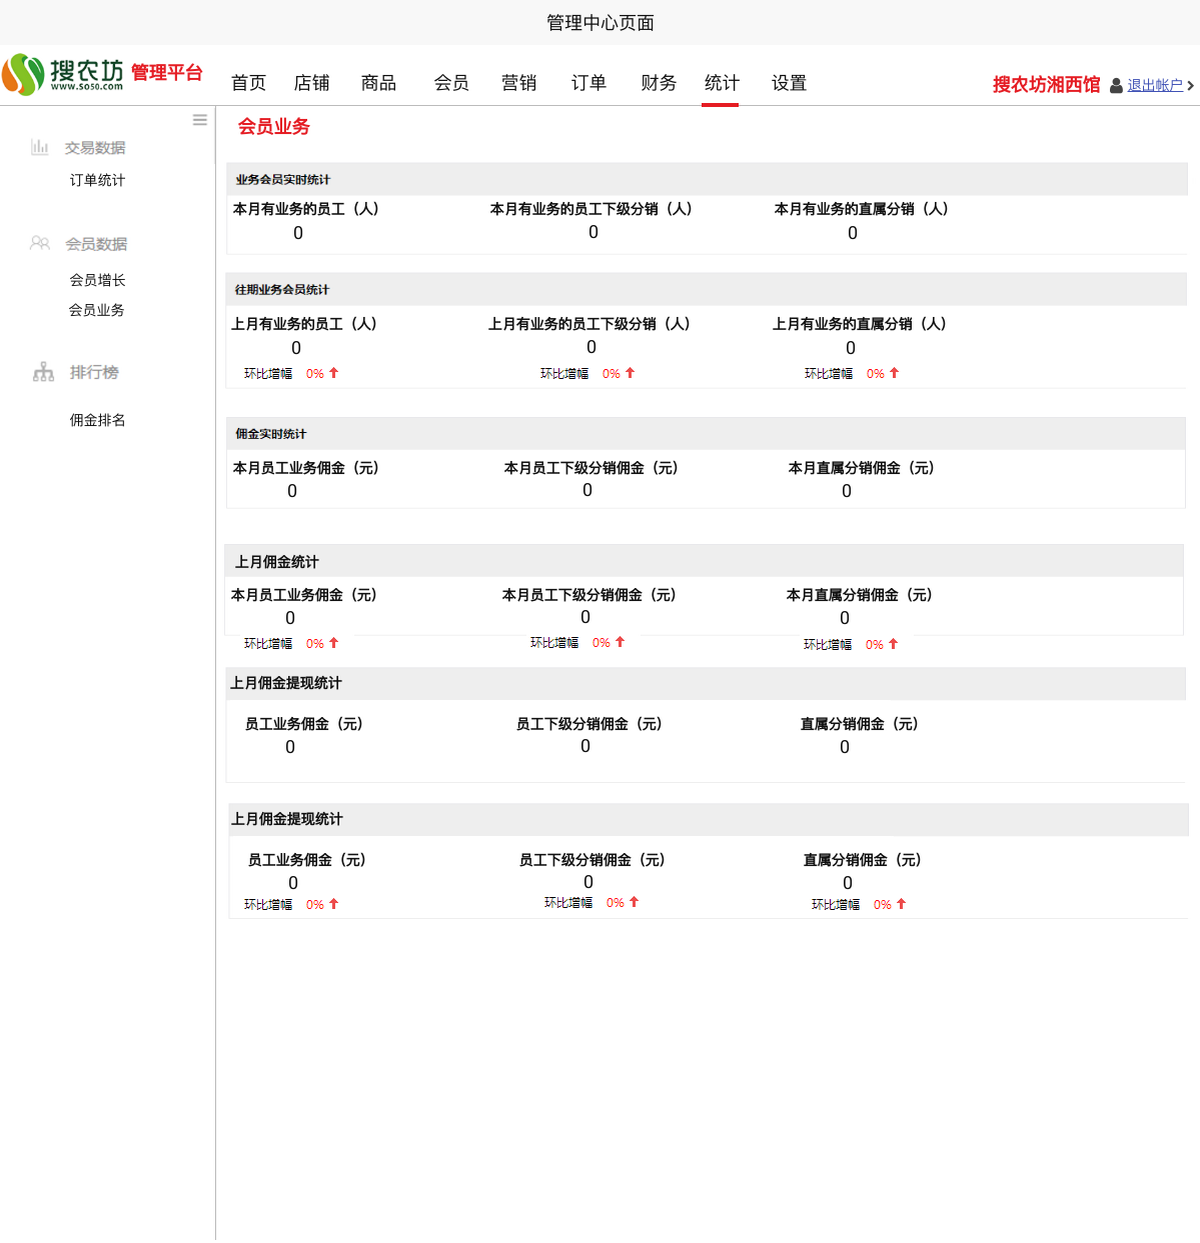 管理中心页面
搜农坊 管理平台
www.so50.com
首页 店铺 商品 会员 营销 订单 财务 统计 设置
搜农坊湘西馆 退出帐户
交易数据
订单统计
会员数据
会员增长
会员业务
排行榜
佣金排名
会员业务
业务会员实时统计
本月有业务的员工（人） 本月有业务的员工下级分销（人） 本月有业务的直属分销（人）
0 0 0
往期业务会员统计
上月有业务的员工（人） 上月有业务的员工下级分销（人） 上月有业务的直属分销（人）
0 0 0
环比增幅 0% 环比增幅 0% 环比增幅 0%
佣金实时统计
本月员工业务佣金（元） 本月员工下级分销佣金（元） 本月直属分销佣金（元）
0 0 0
上月佣金统计
本月员工业务佣金（元） 本月员工下级分销佣金（元） 本月直属分销佣金（元）
0 0 0
环比增幅 0% 环比增幅 0% 环比增幅 0%
上月佣金提现统计
员工业务佣金（元） 员工下级分销佣金（元） 直属分销佣金（元）
0 0 0
上月佣金提现统计
员工业务佣金（元） 员工下级分销佣金（元） 直属分销佣金（元）
0 0 0
环比增幅 0% 环比增幅 0% 环比增幅 0%